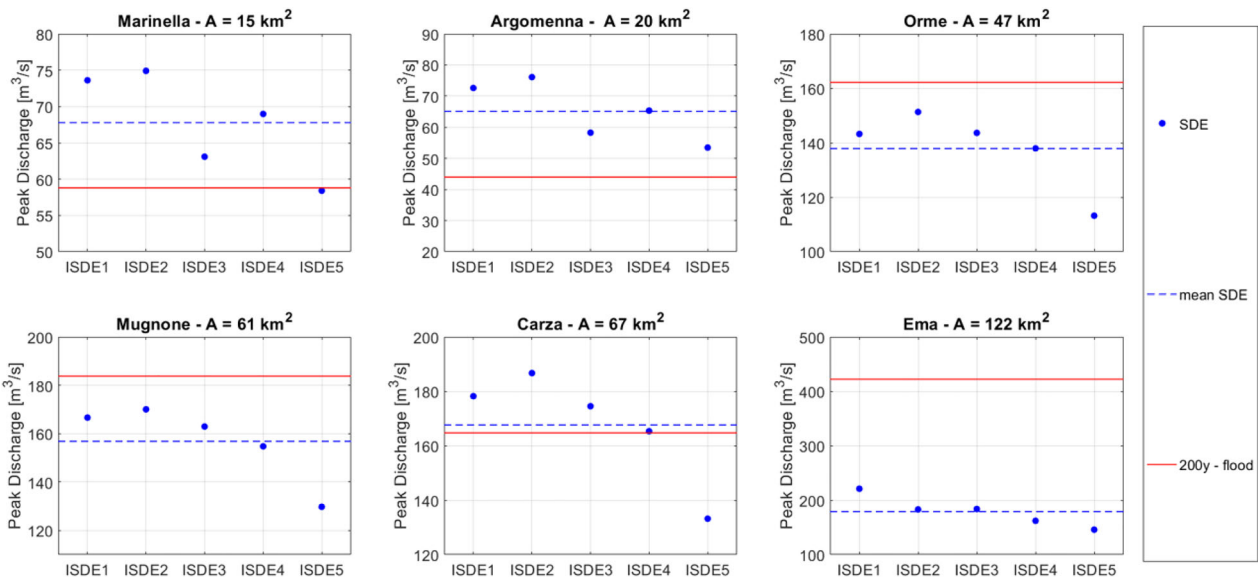 Marinella - A = 15 km²
Peak Discharge [m³/s]
80
75
70
65
60
55
50
ISDE1 ISDE2 ISDE3 ISDE4 ISDE5
Argomenna - A = 20 km²
Peak Discharge [m³/s]
90
80
70
60
50
40
30
20
ISDE1 ISDE2 ISDE3 ISDE4 ISDE5
Orme - A = 47 km²
Peak Discharge [m³/s]
180
160
140
120
100
ISDE1 ISDE2 ISDE3 ISDE4 ISDE5
Mugnone - A = 61 km²
Peak Discharge [m³/s]
200
180
160
140
120
ISDE1 ISDE2 ISDE3 ISDE4 ISDE5
Carza - A = 67 km²
Peak Discharge [m³/s]
200
180
160
140
120
ISDE1 ISDE2 ISDE3 ISDE4 ISDE5
Ema - A = 122 km²
Peak Discharge [m³/s]
500
400
300
200
100
ISDE1 ISDE2 ISDE3 ISDE4 ISDE5
SDE
mean SDE
200y - flood